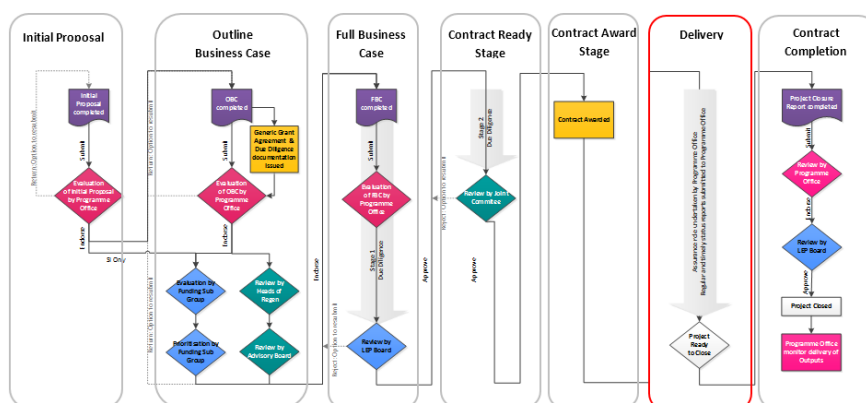 Initial Proposal
Initial
Proposal
completed
Return: Option to resubmit
Submit
Evaluation
of Initial Proposal
by Programme
Office
Endorse
SI Only
Outline
Business Case
OBC
completed
Generic Grant
Agreement &
Due Diligence
documentation
issued
Submit
Evaluation
of OBC by
Programme
Office
Endorse
Evaluation by
Funding Sub
Group
Review by
Heads of
Regen
Prioritisation by
Funding Sub
Group
Review by
Advisory Board
Return: Option to resubmit
Endorse
Full Business
Case
FBC
completed
Submit
Evaluation
of FBC by
Programme
Office
Stage 1
Due Diligence
Review by
LEP Board
Reject: Option to resubmit
Approve
Contract Ready
Stage
Stage 2
Due Diligence
Review by Joint
Commitee
Reject: Option to resubmit
Approve
Contract Award
Stage
Contract Awarded
Delivery
Assurance role undertaken by Programme Office
Regular and timely status reports submitted to Programme Office
Project
Ready
to Close
Contract
Completion
Project Closure
Report completed
Submit
Review by
Programme
Office
Endorse
Review by
LEP Board
Approve
Project Closed
Programme Office
monitor delivery of
Outputs